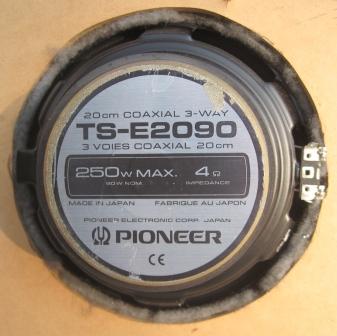 20cm COAXIAL 3-WAY
TS-E2090
3 VOIES COAXIAL 20cm
250W MAX. 4Ω
90W NOM. IMPEDANCE
MADE IN JAPAN FABRIQUE AU JAPON
PIONEER ELECTRONIC CORP. JAPAN
PIONEER
CE